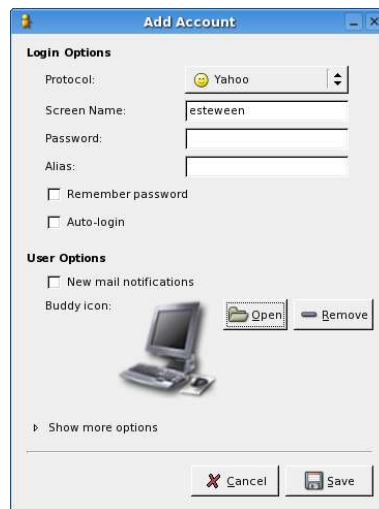 Add Account
Login Options
Protocol: Yahoo
Screen Name: esteween
Password:
Alias:
Remember password
Auto-login
User Options
New mail notifications
Buddy icon: Open Remove
Show more options
Cancel Save